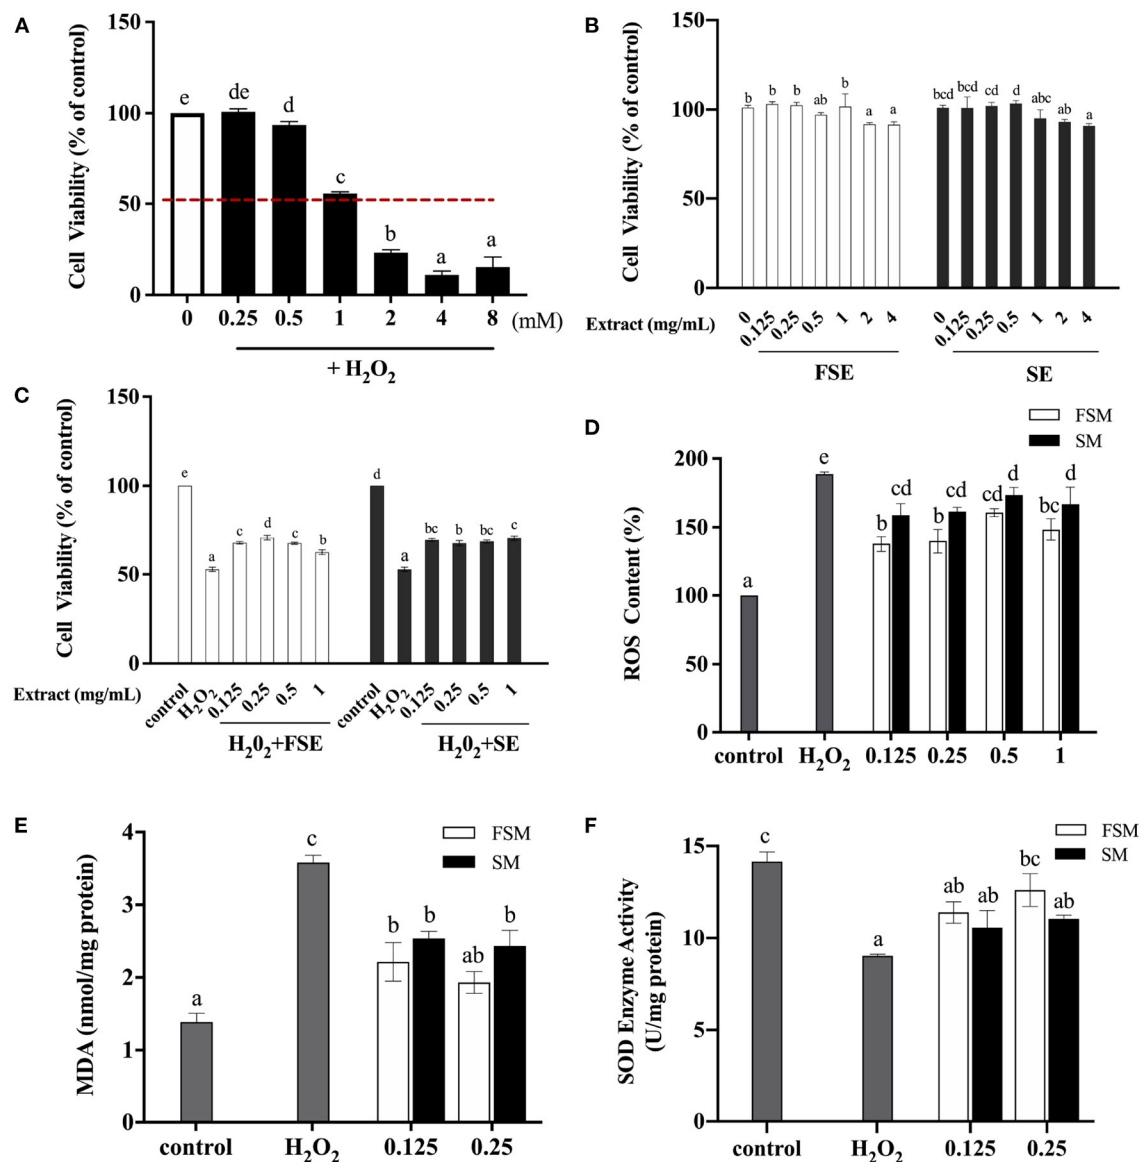 A
Cell Viability (% of control)
150
100
50
0
e
de
d
c
b
a
a
0 0.25 0.5 1 2 4 8 (mM)
+ H₂O₂
B
Cell Viability (% of control)
150
100
50
0
b b b ab b a a
bcd bcd cd d abc ab a
Extract (mg/mL) 0 0.125 0.25 0.5 1 2 4 0 0.125 0.25 0.5 1 2 4
FSE SE
C
Cell Viability (% of control)
150
100
50
0
e a c d c b
d a bc b bc c
Extract (mg/mL) control H₂O₂ 0.125 0.25 0.5 1 control H₂O₂ 0.125 0.25 0.5 1
H₂0₂+FSE H₂0₂+SE
D
FSM
SM
ROS Content (%)
200
150
100
50
0
a e b cd b cd cd d bc d
control H₂O₂ 0.125 0.25 0.5 1
E
FSM
SM
MDA (nmol/mg protein)
4
3
2
1
0
a c b b ab b
control H₂O₂ 0.125 0.25
F
FSM
SM
SOD Enzyme Activity
(U/mg protein)
15
10
5
0
c a ab ab bc ab
control H₂O₂ 0.125 0.25